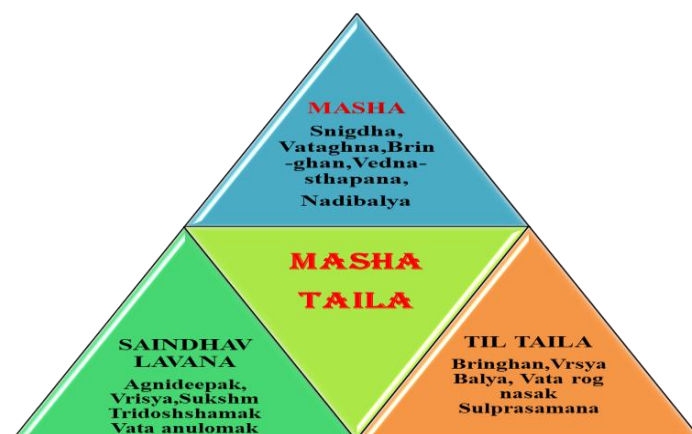 MASHA
Snigdha,
Vataghna,Brin
-ghan,Vedna-
sthapana,
Nadibalya
MASHA
TAILA
SAINDHAV
LAVANA
Agnideepak,
Vrisya,Sukshm
Tridoshshamak
Vata anulomak
TIL TAILA
Bringhan,Vrsya
Balya, Vata rog
nasak
Sulprasamana